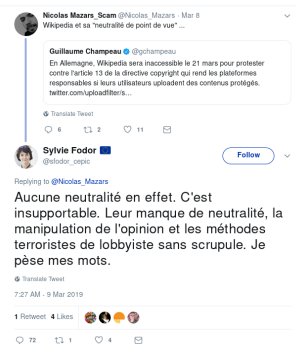 Nicolas Mazars_Scam @Nicolas_Mazars · Mar 8
Wikipedia et sa "neutralité de point de vue" ...
Guillaume Champeau @gchampeau
En Allemagne, Wikipedia sera inaccessible le 21 mars pour protester
contre l'article 13 de la directive copyright qui rend les plateformes
responsables si leurs utilisateurs uploadent des contenus protégés.
twitter.com/uploadfilter/s...
Translate Tweet
6 2 11
Sylvie Fodor
@sfodor_cepic
Follow
Replying to @Nicolas_Mazars
Aucune neutralité en effet. C'est
insupportable. Leur manque de neutralité, la
manipulation de l'opinion et les méthodes
terroristes de lobbyiste sans scrupule. Je
pèse mes mots.
Translate Tweet
7:27 AM - 9 Mar 2019
1 Retweet 4 Likes
72 1 4